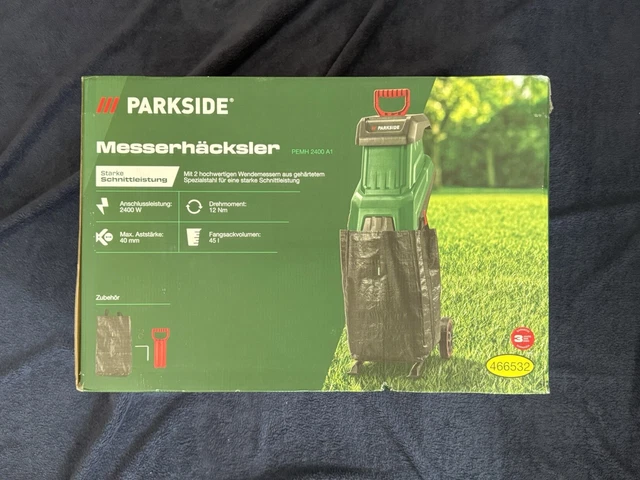 PARKSIDE®
Messerhäcksler PEMH 2400 A1
Starke
Schnittleistung
Mit 2 hochwertigen Wendemessern aus gehärtetem
Spezialstahl für eine starke Schnittleistung
Anschlussleistung:
2400 W
Drehmoment:
12 Nm
Max. Aststärke:
40 mm
Fangsackvolumen:
45 l
Zubehör
PARKSIDE
3
466532